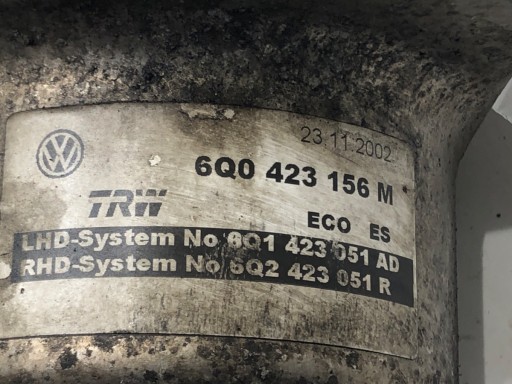 23.11.2002
6Q0 423 156 M
TRW
ECO ES
LHD-System No 6Q1 423 051 AD
RHD-System No 6Q2 423 051 R